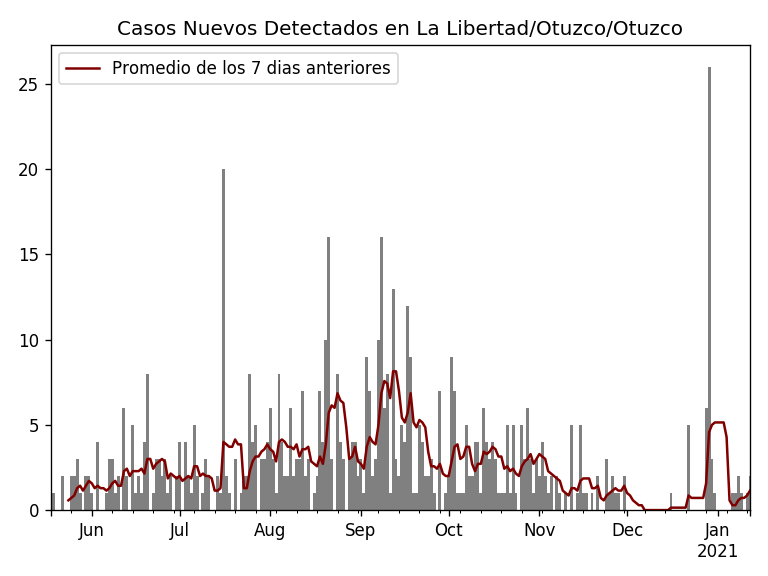 Casos Nuevos Detectados en La Libertad/Otuzco/Otuzco
Promedio de los 7 dias anteriores
25
20
15
10
5
0
Jun Jul Aug Sep Oct Nov Dec Jan
2021